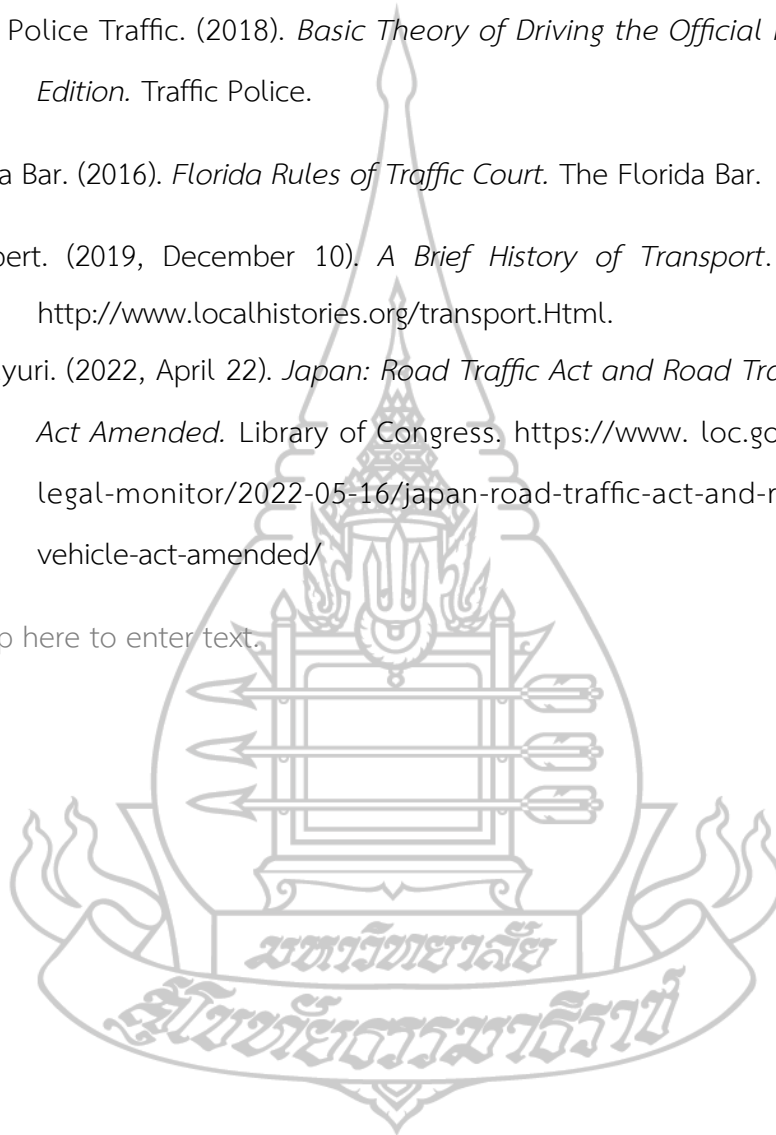 Police Traffic. (2018). Basic Theory of Driving the Official
Edition. Traffic Police.
a Bar. (2016). Florida Rules of Traffic Court. The Florida Bar.
pert. (2019, December 10). A Brief History of Transport.
http://www.localhistories.org/transport.Html.
yuri. (2022, April 22). Japan: Road Traffic Act and Road Tra
Act Amended. Library of Congress. https://www. loc.go
legal-monitor/2022-05-16/japan-road-traffic-act-and-r
vehicle-act-amended/
p here to enter text.
มหาวิทยาลัย
สุโขทัยธรรมาธิราช